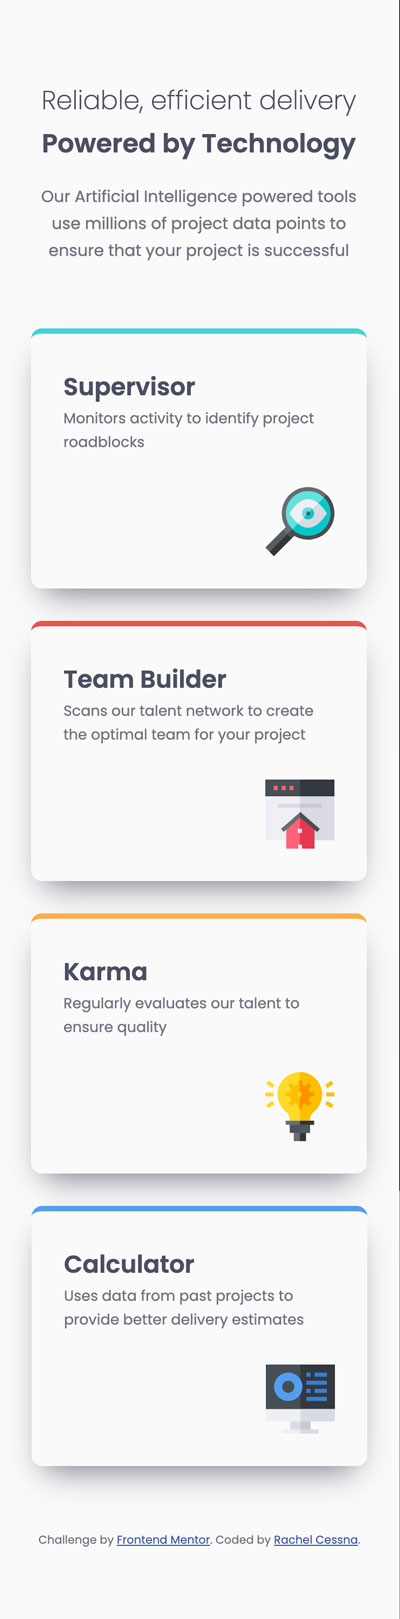 Reliable, efficient delivery
Powered by Technology
Our Artificial Intelligence powered tools
use millions of project data points to
ensure that your project is successful
Supervisor
Monitors activity to identify project
roadblocks
Team Builder
Scans our talent network to create
the optimal team for your project
Karma
Regularly evaluates our talent to
ensure quality
Calculator
Uses data from past projects to
provide better delivery estimates
Challenge by Frontend Mentor. Coded by Rachel Cessna.